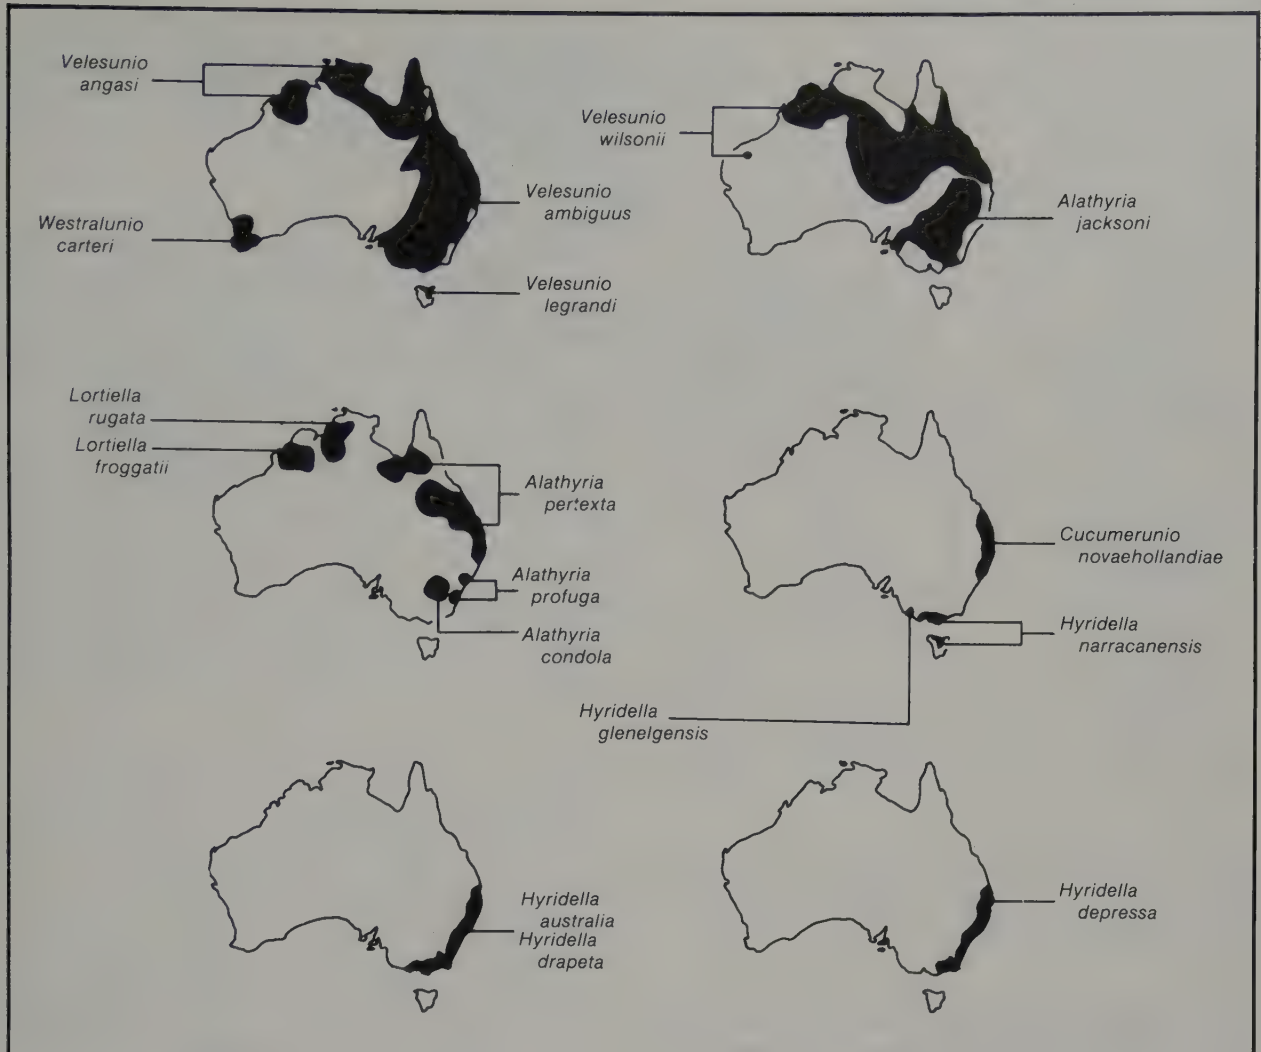 Velesunio
angasi
Westralunio
carteri
Velesunio
ambiguus
Velesunio
legrandi
Velesunio
wilsonii
Alathyria
jacksoni
Lortiella
rugata
Lortiella
froggatii
Alathyria
pertexta
Alathyria
profuga
Alathyria
condola
Cucumerunio
novaehollandiae
Hyridella
narracanensis
Hyridella
glenelgensis
Hyridella
australia
Hyridella
drapeta
Hyridella
depressa